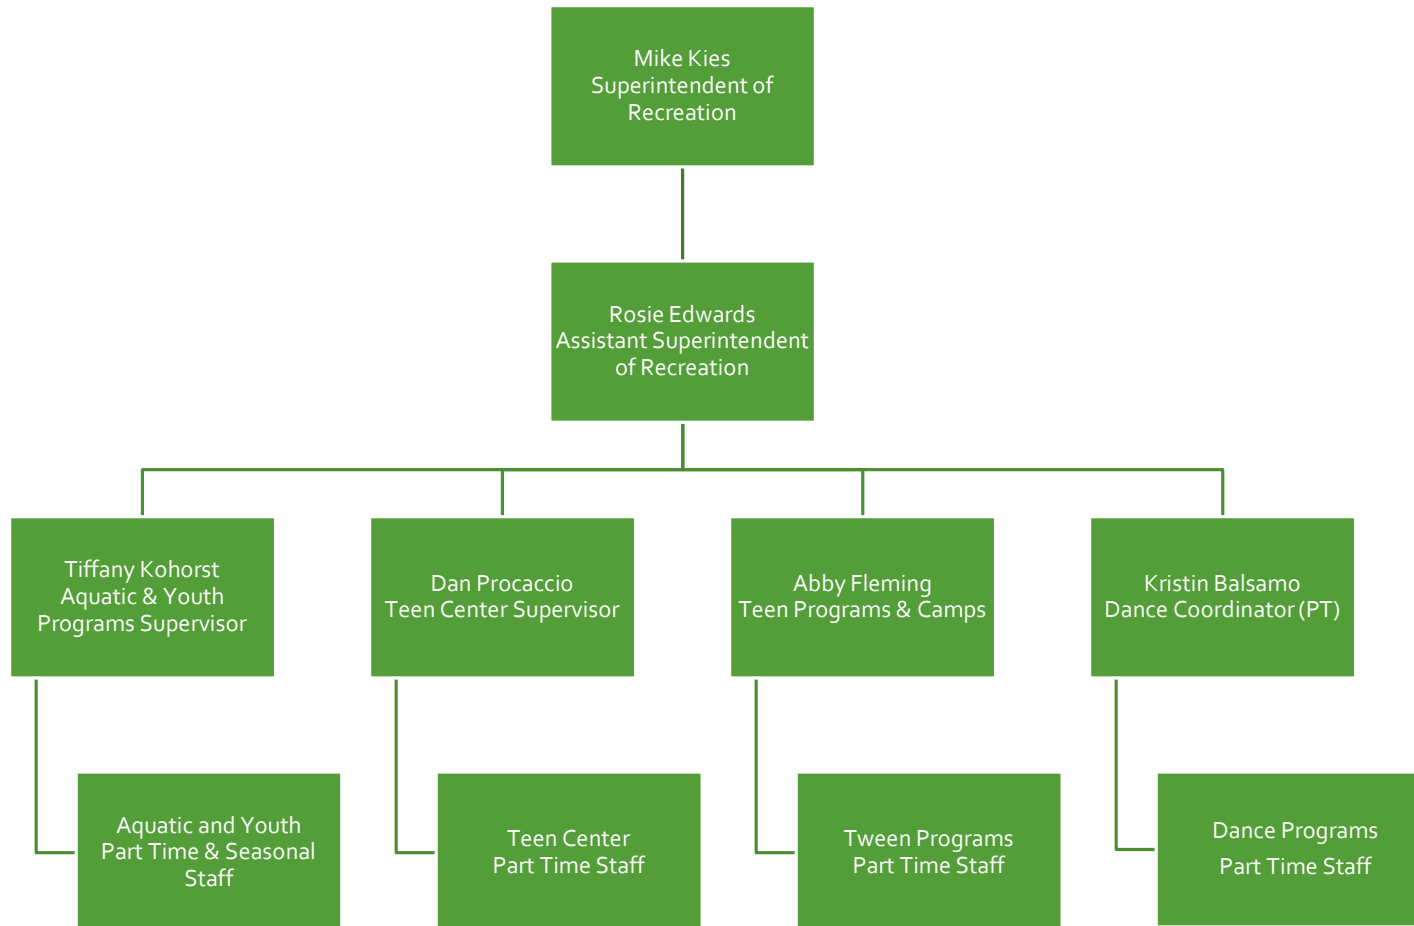 Mike Kies
Superintendent of
Recreation
Rosie Edwards
Assistant Superintendent
of Recreation
Tiffany Kohorst
Aquatic & Youth
Programs Supervisor
Dan Procaccio
Teen Center Supervisor
Abby Fleming
Teen Programs & Camps
Kristin Balsamo
Dance Coordinator (PT)
Aquatic and Youth
Part Time & Seasonal
Staff
Teen Center
Part Time Staff
Tween Programs
Part Time Staff
Dance Programs
Part Time Staff